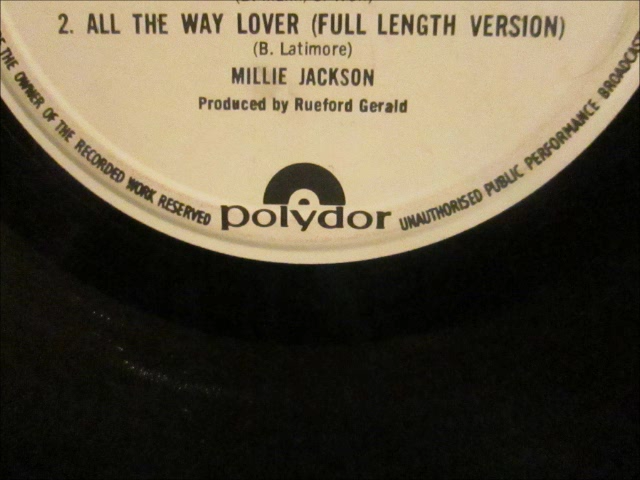 2. ALL THE WAY LOVER (FULL LENGTH VERSION)
(B. Latimore)
MILLIE JACKSON
Produced by Rueford Gerald
THE OWNER OF THE RECORDED WORK RESERVED
polydor
UNAUTHORISED PUBLIC PERFORMANCE BROADCAST